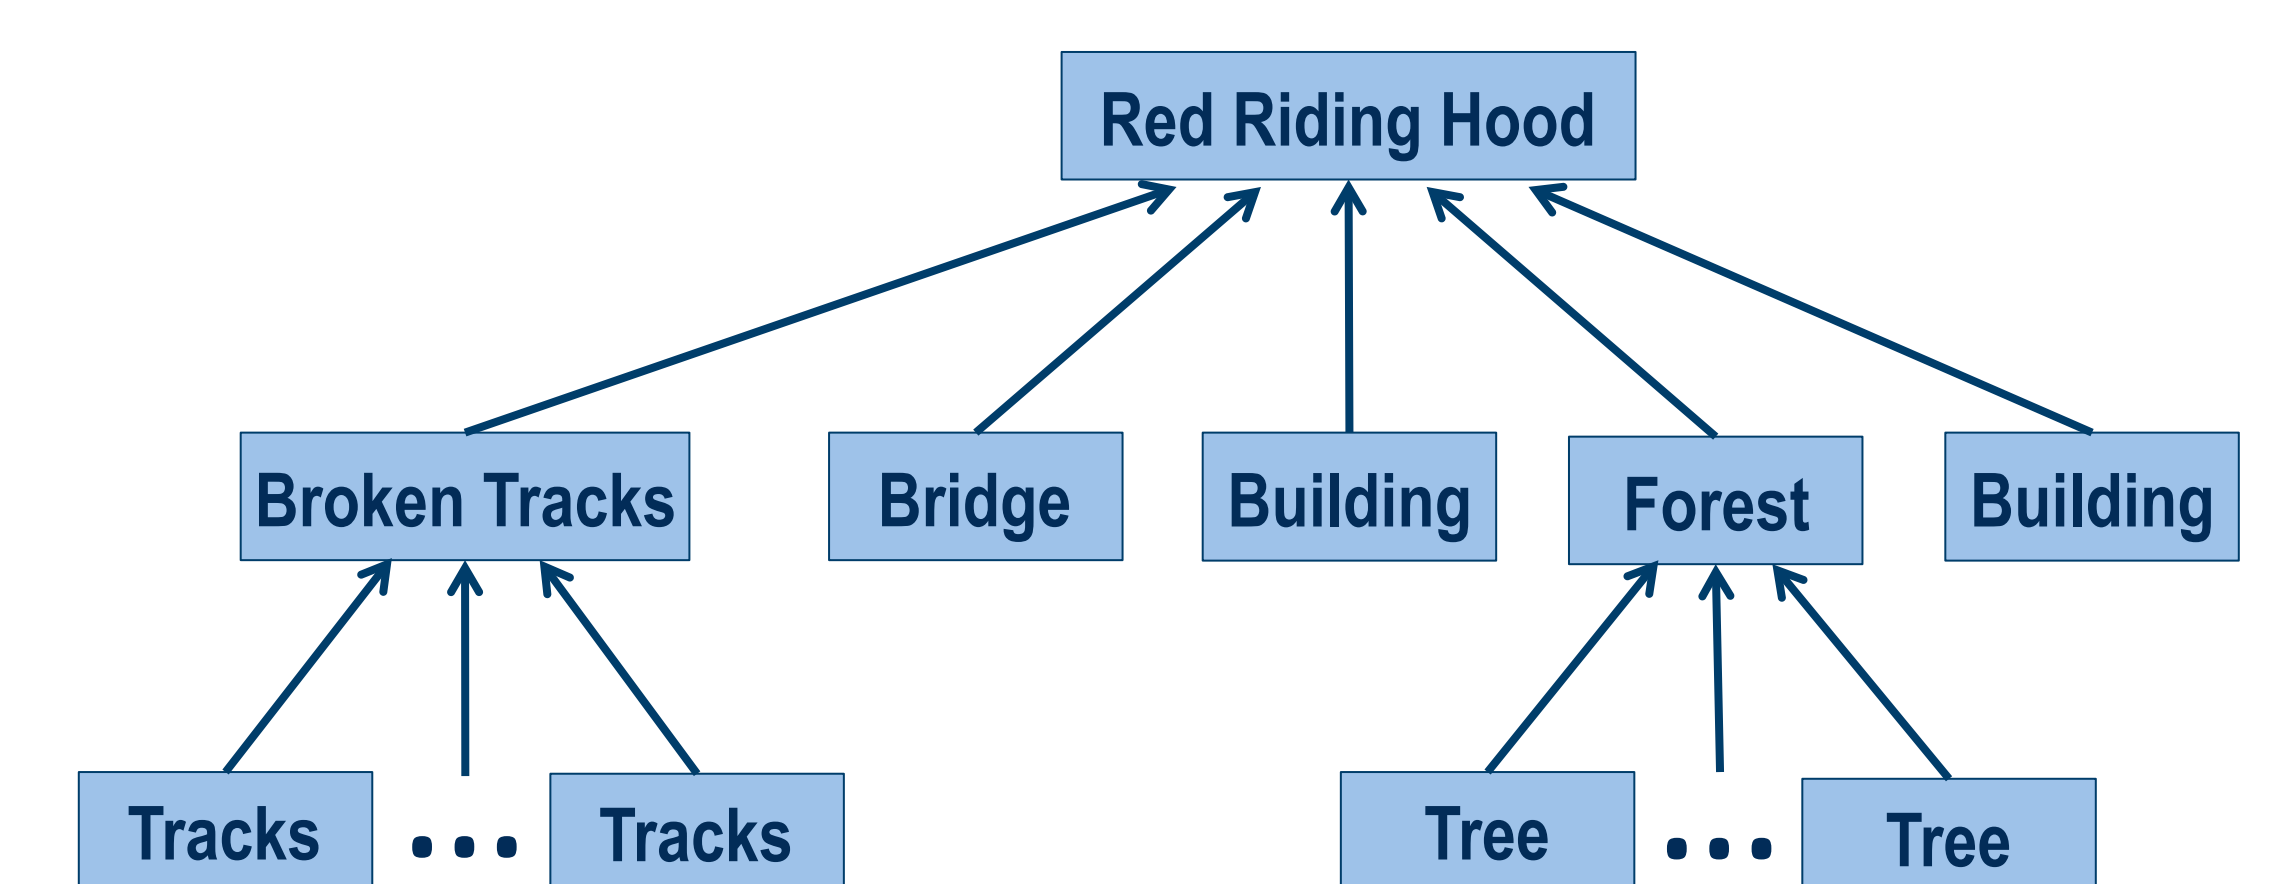 Red Riding Hood
Broken Tracks
Bridge
Building
Forest
Building
Tracks
...
Tracks
Tree
...
Tree